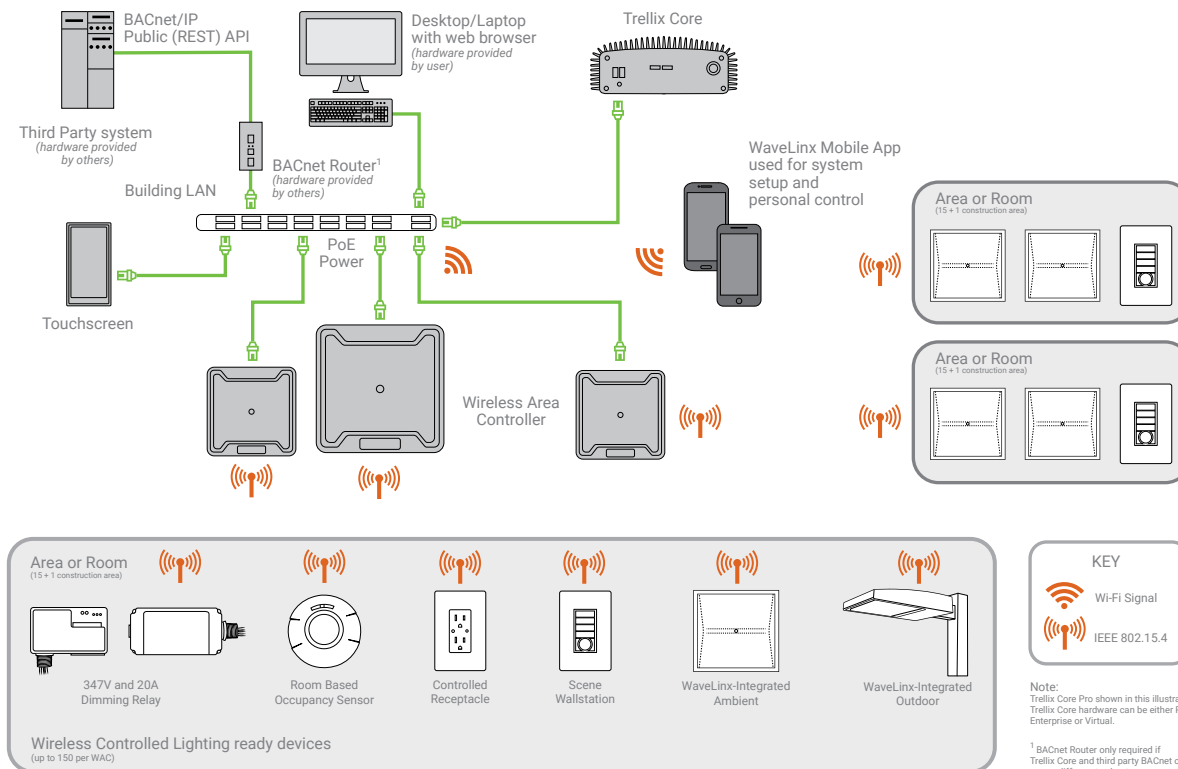 BACnet/IP
Public (REST) API
Desktop/Laptop
with web browser
(hardware provided
by user)
Trellix Core
Third Party system
(hardware provided
by others)
BACnet Router1
(hardware provided
by others)
Building LAN
WaveLinx Mobile App
used for system
setup and
personal control
PoE
Power
Touchscreen
Wireless Area
Controller
Area or Room
(15 + 1 construction area)
Area or Room
(15 + 1 construction area)
Area or Room
(15 + 1 construction area)
347V and 20A
Dimming Relay
Room Based
Occupancy Sensor
Controlled
Receptacle
Scene
Wallstation
WaveLinx-Integrated
Ambient
WaveLinx-Integrated
Outdoor
Wireless Controlled Lighting ready devices
(up to 150 per WAC)
KEY
Wi-Fi Signal
IEEE 802.15.4
Note:
Trellix Core Pro shown in this
Trellix Core hardware can be either
Enterprise or Virtual.
1 BACnet Router only required if
Trellix Core and third party BACnet